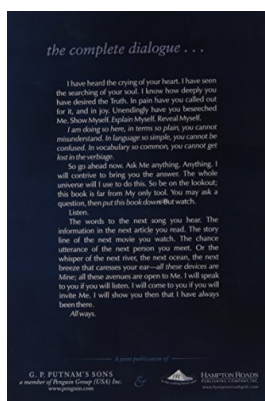 the complete dialogue . . .
I have heard the crying of your heart. I have seen
the searching of your soul. I know how deeply you
have desired the Truth. In pain have you called out
for it, and in joy. Unendingly have you beseeched
Me. Show Myself. Explain Myself. Reveal Myself.
I am doing so here, in terms so plain, you cannot
misunderstand. In language so simple, you cannot be
confused. In vocabulary so common, you cannot get
lost in the verbiage.
So go ahead now. Ask Me anything. Anything. I
will contrive to bring you the answer. The whole
universe will I use to do this. So be on the lookout;
this book is far from My only tool. You may ask a
question, then put this book down. But watch.
Listen.
The words to the next song you hear. The
information in the next article you read. The story
line of the next movie you watch. The chance
utterance of the next person you meet. Or the
whisper of the next river, the next ocean, the next
breeze that caresses your ear—all these devices are
Mine; all these avenues are open to Me. I will speak
to you if you will listen. I will come to you if you will
invite Me. I will show you then that I have always
been there.
All ways.
A joint publication of
G. P. PUTNAM'S SONS
a member of Penguin Group (USA) Inc.
www.penguin.com
&
HAMPTON ROADS
PUBLISHING COMPANY, INC.
www.hamptonroadspub.com